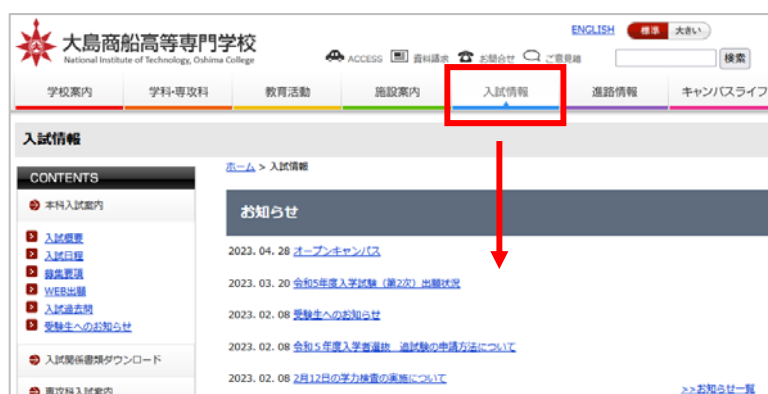 大島商船高等専門学校
National Institute of Technology, Oshima College
ENGLISH 標準 大きい
ACCESS 資料請求 お問合せ ご意見箱 検索
学校案内 学科・専攻科 教育活動 施設案内 入試情報 進路情報 キャンパスライフ
入試情報
ホーム > 入試情報
CONTENTS
本科入試案内
入試概要
入試日程
募集要項
WEB出願
入試過去問
受験生へのお知らせ
入試関係書類ダウンロード
専攻科入試案内
お知らせ
2023. 04. 28 オープンキャンパス
2023. 03. 20 令和5年度入学試験（第2次）出願状況
2023. 02. 08 受験生へのお知らせ
2023. 02. 08 令和５年度入学者選抜 追試験の申請方法について
2023. 02. 08 2月12日の学力検査の実施について
>>お知らせ一覧